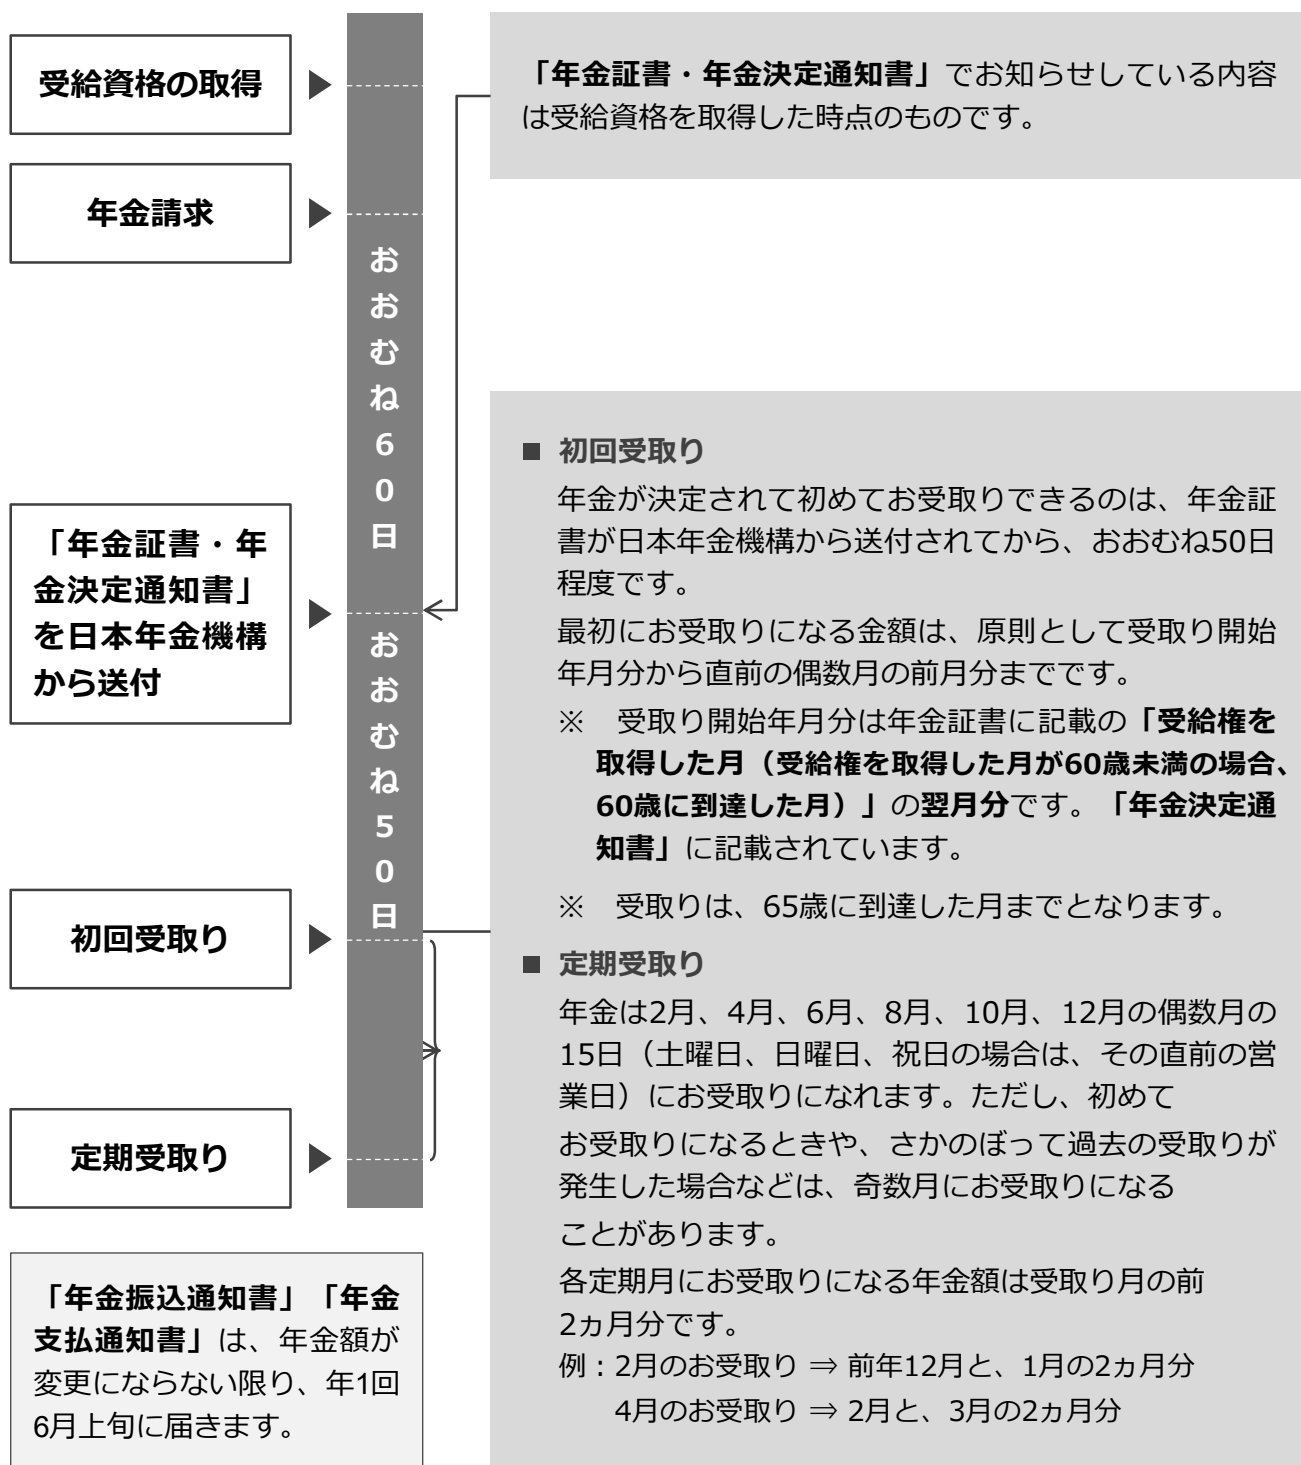 受給資格の取得
「年金証書・年金決定通知書」でお知らせしている内容
は受給資格を取得した時点のものです。
年金請求
おおむね60日
「年金証書・年
金決定通知書」
を日本年金機構
から送付
おおむね50日
初回受取り
定期受取り
■ 初回受取り
年金が決定されて初めてお受取りできるのは、年金証
書が日本年金機構から送付されてから、おおむね50日
程度です。
最初にお受取りになる金額は、原則として受取り開始
年月分から直前の偶数月の前月分までです。
※ 受取り開始年月分は年金証書に記載の「受給権を
取得した月（受給権を取得した月が60歳未満の場合、
60歳に到達した月）」の翌月分です。「年金決定通
知書」に記載されています。
※ 受取りは、65歳に到達した月までとなります。
■ 定期受取り
年金は2月、4月、6月、8月、10月、12月の偶数月の
15日（土曜日、日曜日、祝日の場合は、その直前の営
業日）にお受取りになれます。ただし、初めて
お受取りになるときや、さかのぼって過去の受取りが
発生した場合などは、奇数月にお受取りになる
ことがあります。
各定期月にお受取りになる年金額は受取り月の前
2ヵ月分です。
例：2月のお受取り ⇒ 前年12月と、1月の2ヵ月分
4月のお受取り ⇒ 2月と、3月の2ヵ月分
「年金振込通知書」「年金
支払通知書」は、年金額が
変更にならない限り、年1回
6月上旬に届きます。